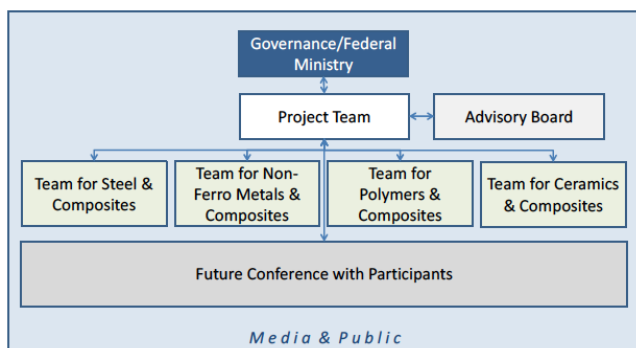 Governance/Federal
Ministry
Project Team
Advisory Board
Team for Steel &
Composites
Team for Non-
Ferro Metals &
Composites
Team for
Polymers &
Composites
Team for Ceramics
& Composites
Future Conference with Participants
Media & Public